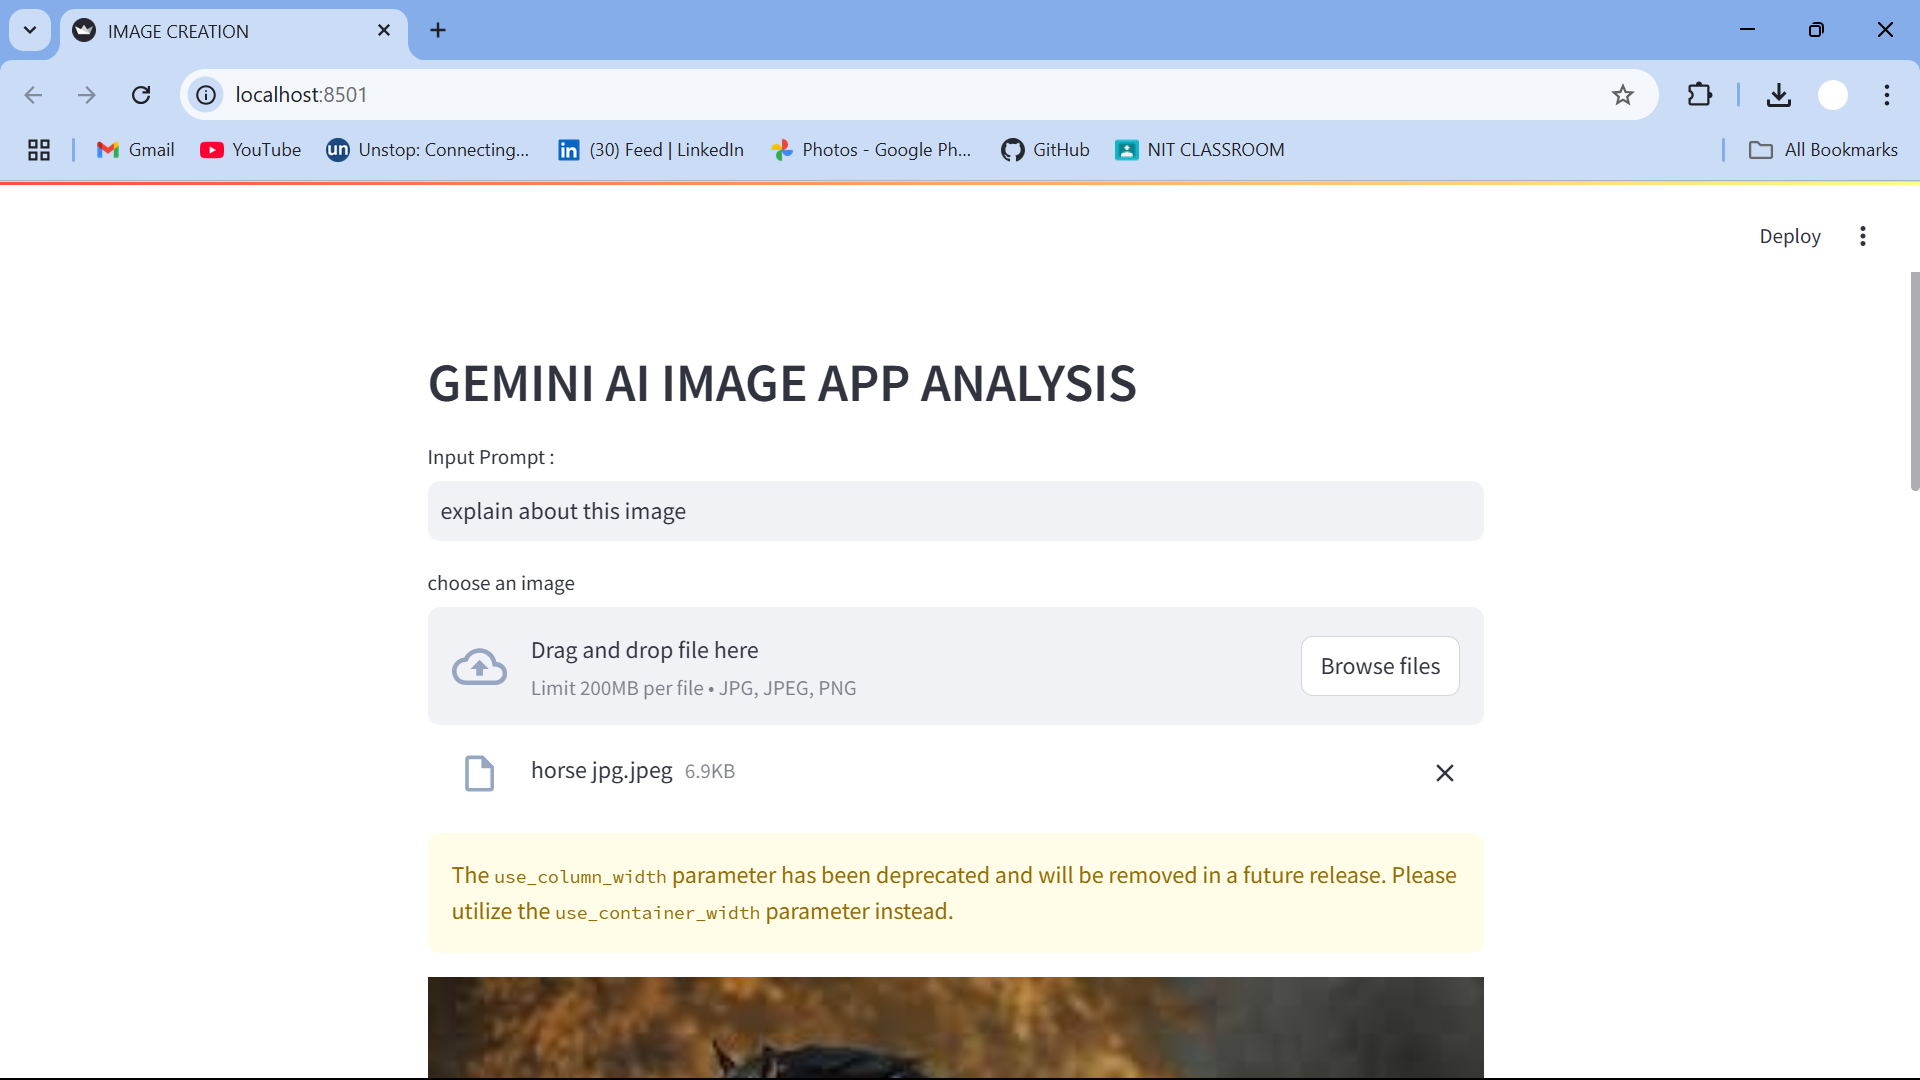 IMAGE CREATION
localhost:8501
Gmail YouTube un Unstop: Connecting... in (30) Feed | LinkedIn Photos - Google Ph... GitHub NIT CLASSROOM All Bookmarks
Deploy
GEMINI AI IMAGE APP ANALYSIS
Input Prompt :
explain about this image
choose an image
Drag and drop file here
Limit 200MB per file • JPG, JPEG, PNG
Browse files
horse jpg.jpeg 6.9KB
The use_column_width parameter has been deprecated and will be removed in a future release. Please
utilize the use_container_width parameter instead.